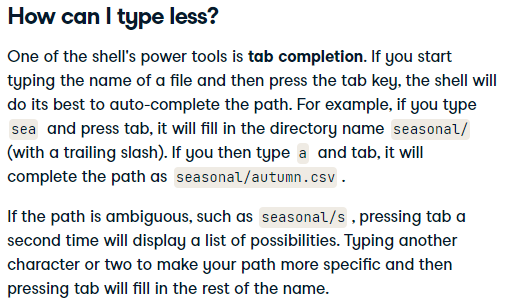 How can I type less?
One of the shell's power tools is tab completion. If you start
typing the name of a file and then press the tab key, the shell will
do its best to auto-complete the path. For example, if you type
sea and press tab, it will fill in the directory name seasonal/
(with a trailing slash). If you then type a and tab, it will
complete the path as seasonal/autumn.csv .
If the path is ambiguous, such as seasonal/s , pressing tab a
second time will display a list of possibilities. Typing another
character or two to make your path more specific and then
pressing tab will fill in the rest of the name.